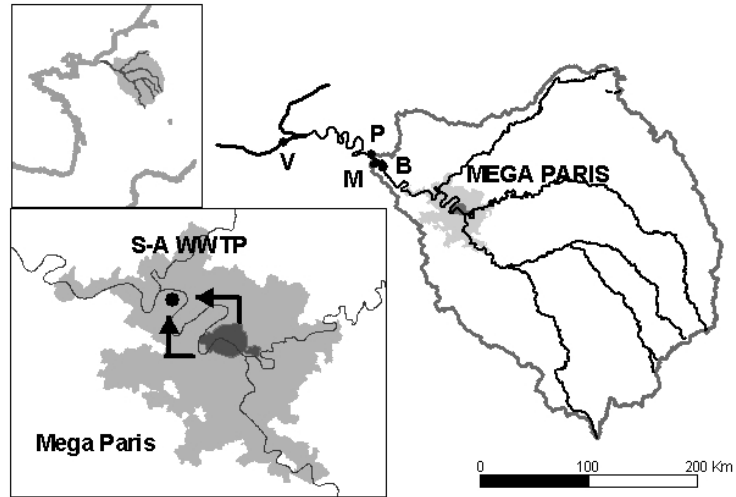 P
V
M
B
MEGA PARIS
S-A WWTP
Mega Paris
0 100 200 Km